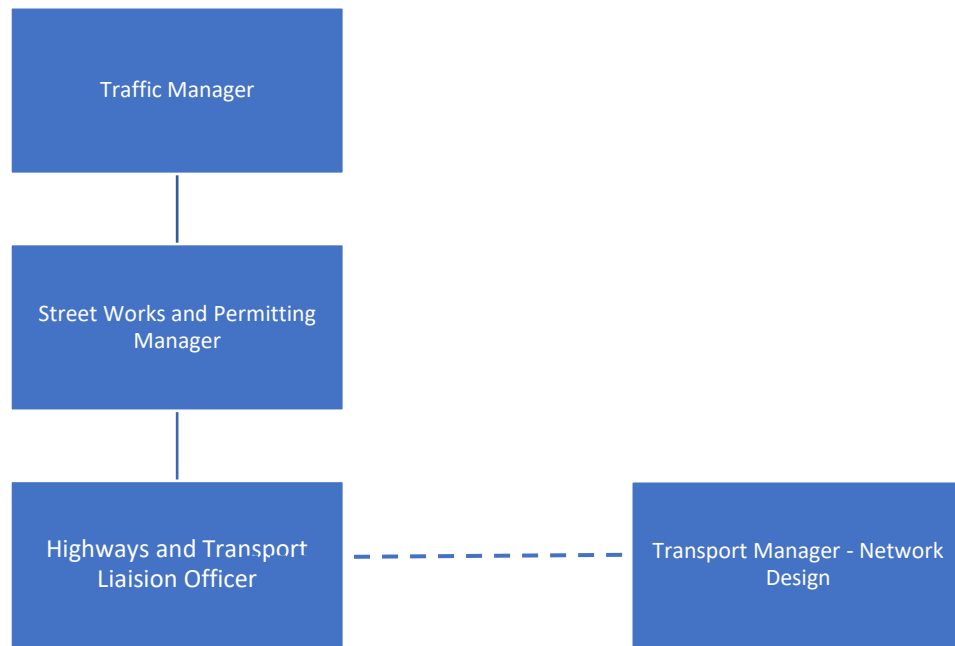 Traffic Manager
Street Works and Permitting
Manager
Highways and Transport
Liaision Officer
Transport Manager - Network
Design